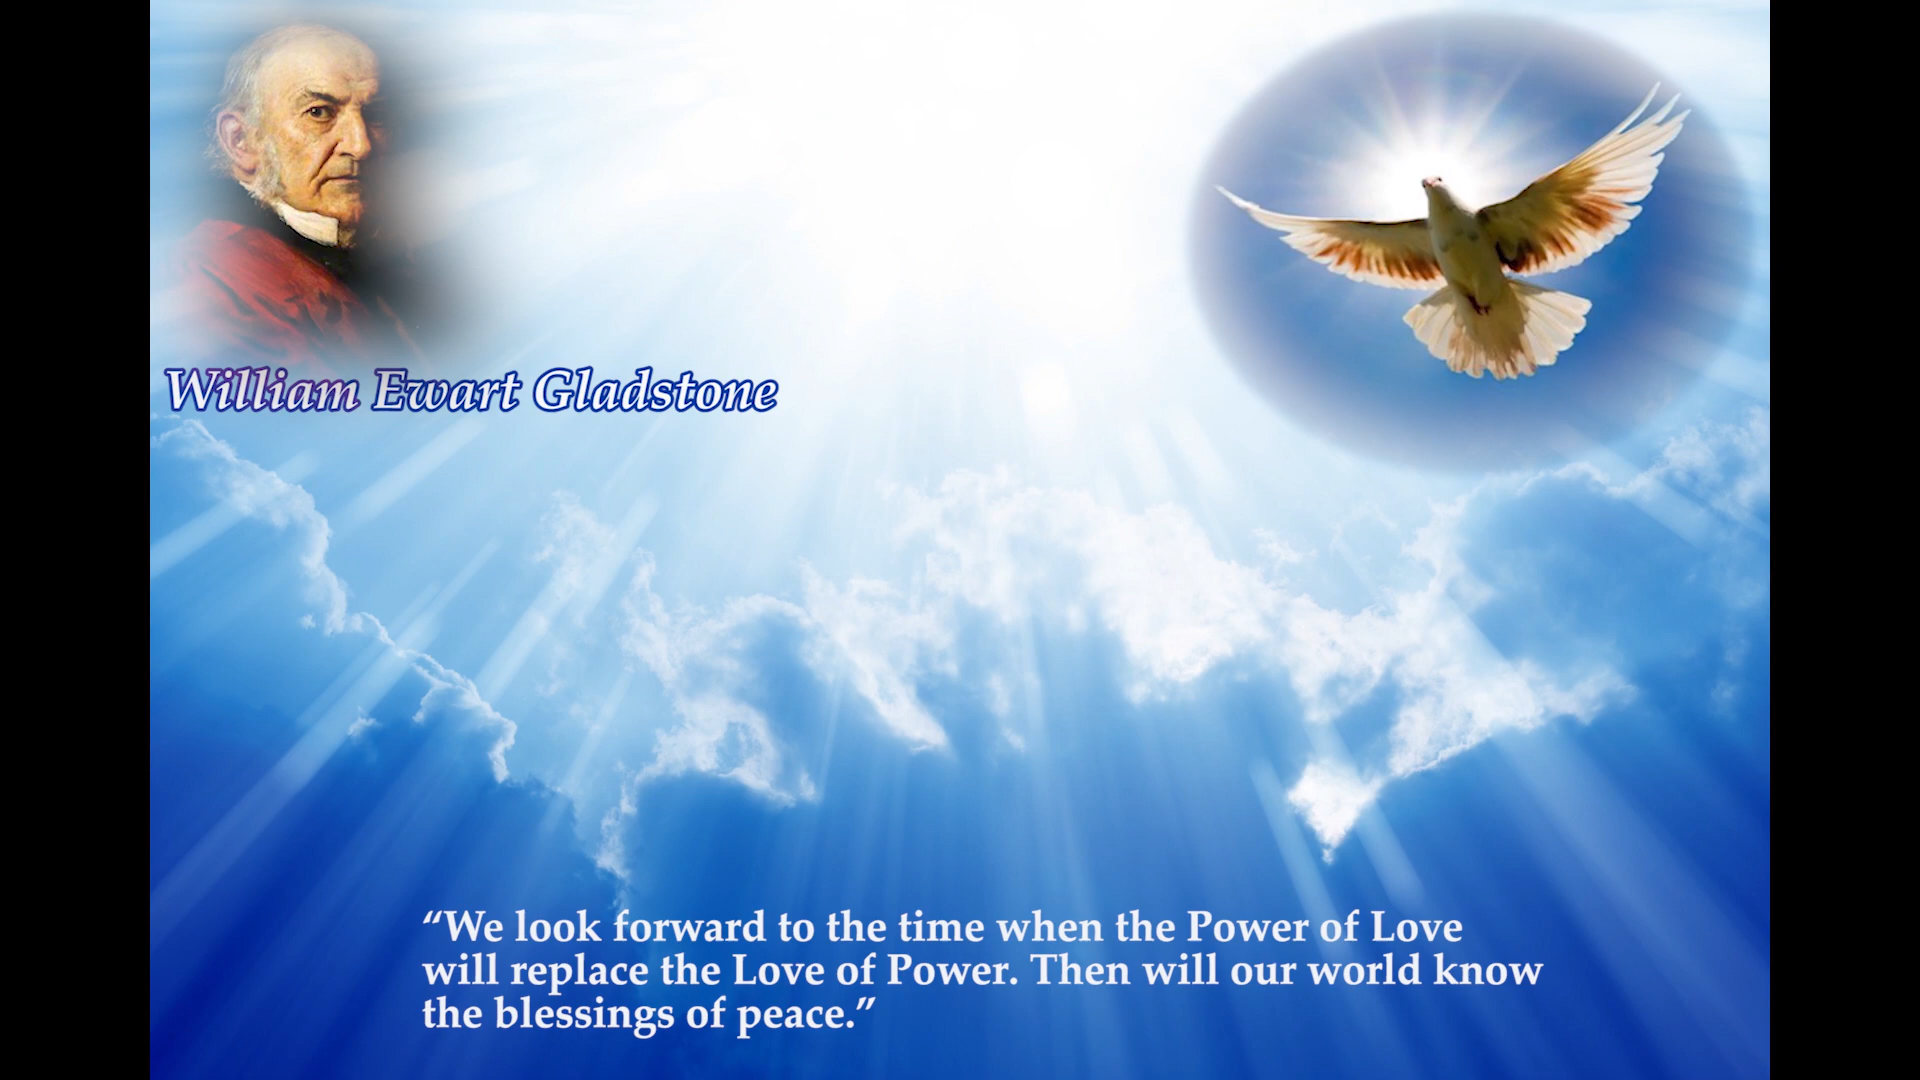 William Ewart Gladstone
“We look forward to the time when the Power of Love
will replace the Love of Power. Then will our world know
the blessings of peace.”